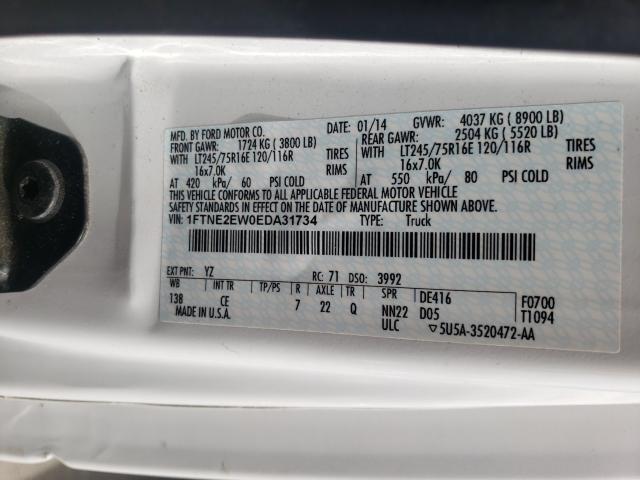 MFD. BY FORD MOTOR CO.
01/14 GVWR: 4037 KG ( 8900 LB)
FRONT GAWR: 1724 KG ( 3800 LB)
REAR GAWR: 2504 KG ( 5520 LB)
WITH LT245/75R16E 120/116R TIRES
WITH LT245/75R16E 120/116R TIRES
16x7.0K RIMS
16x7.0K RIMS
AT 420 kPa/ 60 PSI COLD
AT 550 kPa/ 80 PSI COLD
THIS VEHICLE CONFORMS TO ALL APPLICABLE FEDERAL MOTOR VEHICLE
SAFETY STANDARDS IN EFFECT ON THE DATE OF MANUFACTURE SHOWN ABOVE.
VIN: 1FTNE2EW0EDA31734 TYPE: Truck
EXT PNT: YZ RC: 71 DSO: 3992
WB INT TR TP/PS R AXLE TR SPR DE416 F0700
138 CE 7 22 Q NN22 D05 T1094
MADE IN U.S.A. ULC ▽5U5A-3520472-AA